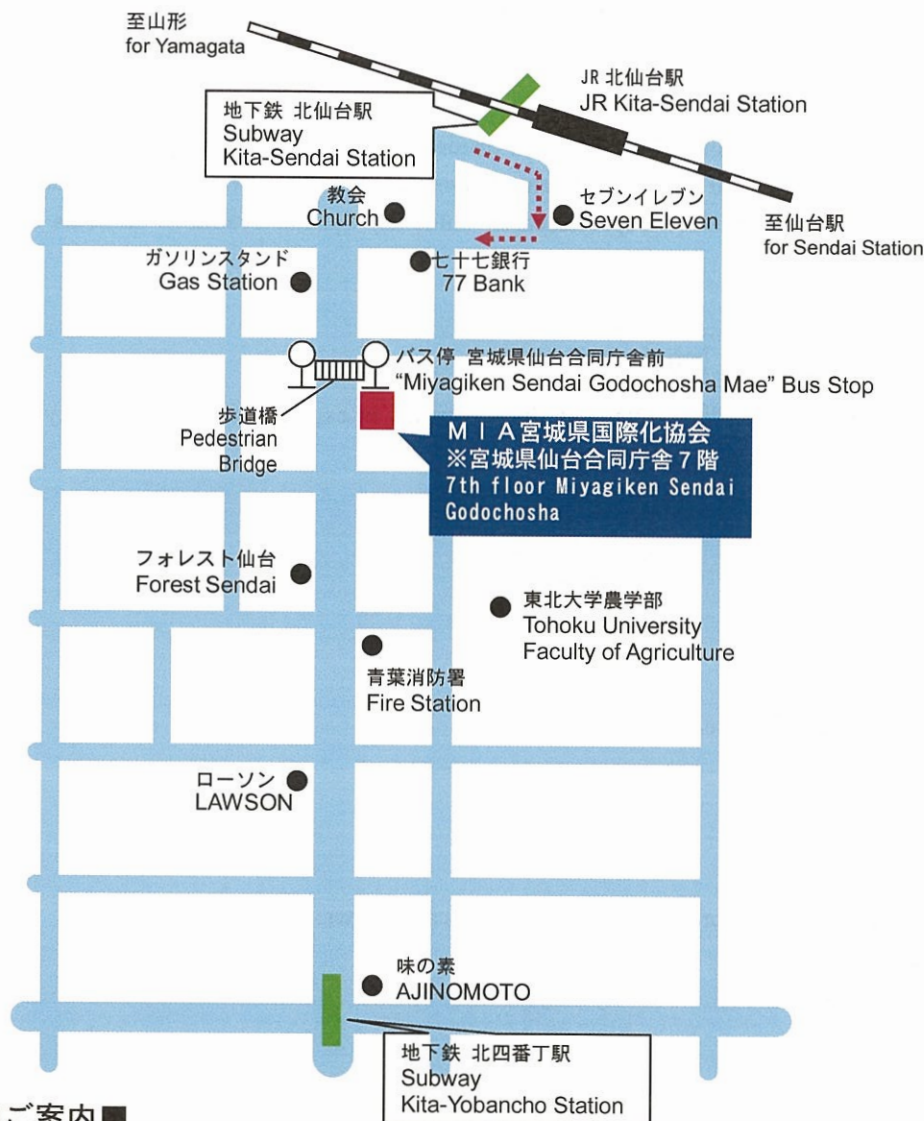 至山形
for Yamagata
JR 北仙台駅
JR Kita-Sendai Station
地下鉄 北仙台駅
Subway
Kita-Sendai Station
教会
Church
セブンイレブン
Seven Eleven
至仙台駅
for Sendai Station
ガソリンスタンド
Gas Station
七十七銀行
77 Bank
バス停 宮城県仙台合同庁舎前
“Miyagiken Sendai Godochosha Mae” Bus Stop
歩道橋
Pedestrian
Bridge
ＭＩＡ宮城県国際化協会
※宮城県仙台合同庁舎７階
7th floor Miyagiken Sendai
Godochosha
フォレスト仙台
Forest Sendai
東北大学農学部
Tohoku University
Faculty of Agriculture
青葉消防署
Fire Station
ローソン
LAWSON
味の素
AJINOMOTO
地下鉄 北四番丁駅
Subway
Kita-Yobancho Station
ご案内■